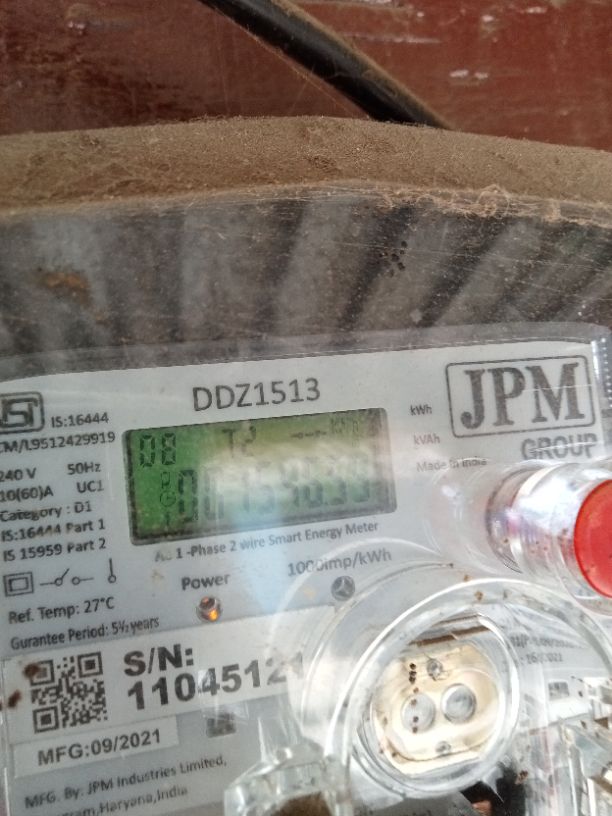 DDZ1513
JPM
GROUP
IS:16444
CM/L9512429919
240 V 50Hz
10(60)A UC1
Category : D1
IS:16444 Part 1
IS 15959 Part 2
08 T2
kWh
kVAh
Made in India
1-Phase 2 wire Smart Energy Meter
Power 1000imp/kWh
Ref. Temp: 27°C
Gurantee Period: 5½ years
S/N:
1104512
MFG:09/2021
MFG. By: JPM Industries Limited,
Haryana,India